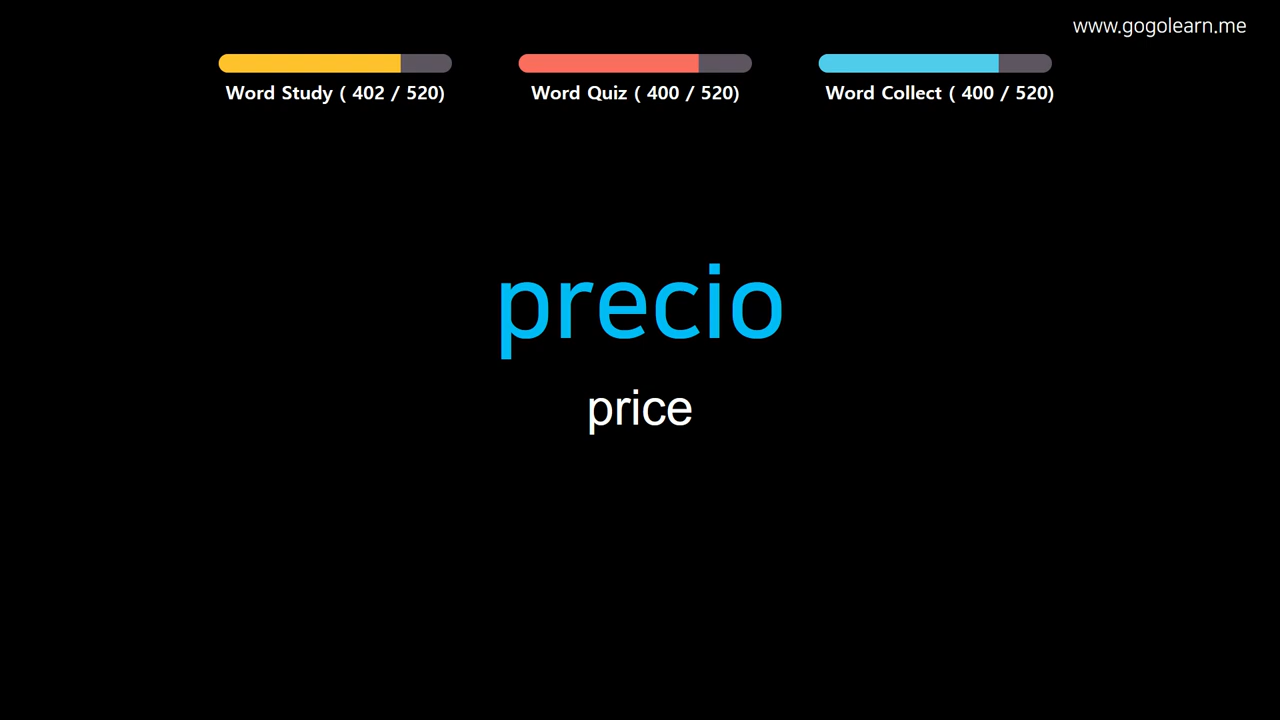 www.gogolearn.me
Word Study ( 402 / 520)
Word Quiz ( 400 / 520)
Word Collect ( 400 / 520)
precio
price